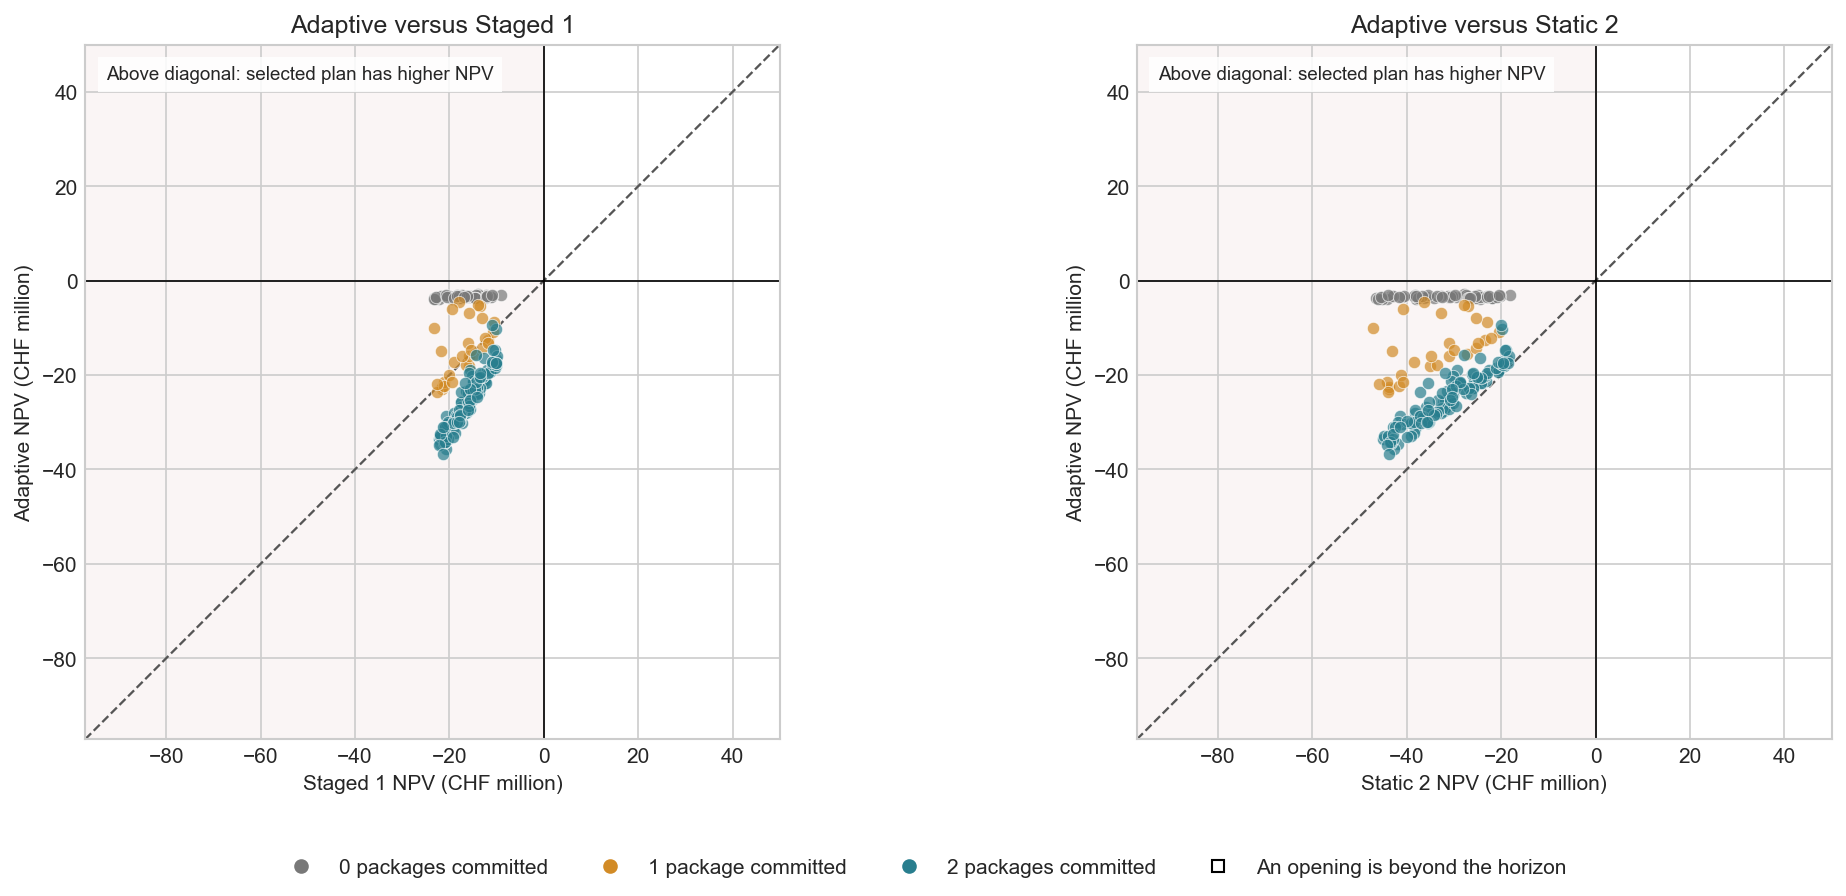 Adaptive versus Staged 1
Above diagonal: selected plan has higher NPV
Adaptive NPV (CHF million)
40
20
0
−20
−40
−60
−80
−80 −60 −40 −20 0 20 40
Staged 1 NPV (CHF million)
Adaptive versus Static 2
Above diagonal: selected plan has higher NPV
Adaptive NPV (CHF million)
40
20
0
−20
−40
−60
−80
−80 −60 −40 −20 0 20 40
Static 2 NPV (CHF million)
0 packages committed 1 package committed 2 packages committed An opening is beyond the horizon